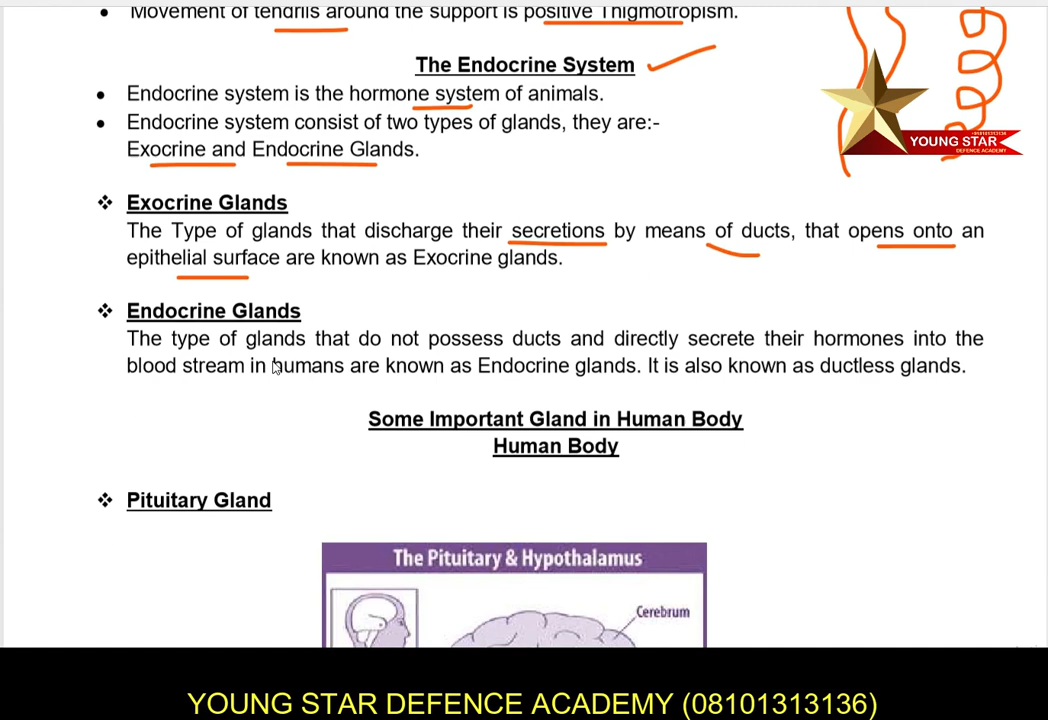 Movement of tendrils around the support is positive Thigmotropism.
The Endocrine System
Endocrine system is the hormone system of animals.
Endocrine system consist of two types of glands, they are:-
Exocrine and Endocrine Glands.
YOUNG STAR
DEFENCE ACADEMY
Exocrine Glands
The Type of glands that discharge their secretions by means of ducts, that opens onto an
epithelial surface are known as Exocrine glands.
Endocrine Glands
The type of glands that do not possess ducts and directly secrete their hormones into the
blood stream in humans are known as Endocrine glands. It is also known as ductless glands.
Some Important Gland in Human Body
Human Body
Pituitary Gland
The Pituitary & Hypothalamus
Cerebrum
YOUNG STAR DEFENCE ACADEMY (08101313136)